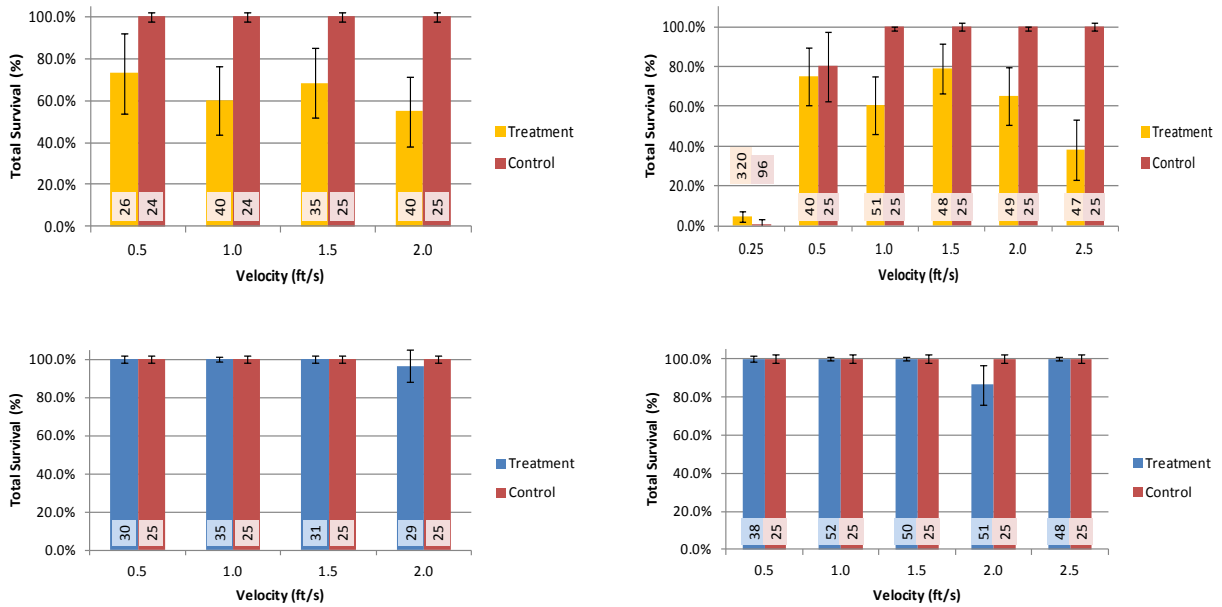 100.0%
80.0%
60.0%
40.0%
20.0%
0.0%
Total Survival (%)
26 24 40 24 35 25 40 25
0.5 1.0 1.5 2.0
Velocity (ft/s)
Treatment
Control
100.0%
80.0%
60.0%
40.0%
20.0%
0.0%
Total Survival (%)
320 96 40 25 51 25 48 25 49 25 47 25
0.25 0.5 1.0 1.5 2.0 2.5
Velocity (ft/s)
Treatment
Control
100.0%
80.0%
60.0%
40.0%
20.0%
0.0%
Total Survival (%)
30 25 35 25 31 25 29 25
0.5 1.0 1.5 2.0
Velocity (ft/s)
Treatment
Control
100.0%
80.0%
60.0%
40.0%
20.0%
0.0%
Total Survival (%)
38 25 52 25 50 25 51 25 48 25
0.5 1.0 1.5 2.0 2.5
Velocity (ft/s)
Treatment
Control